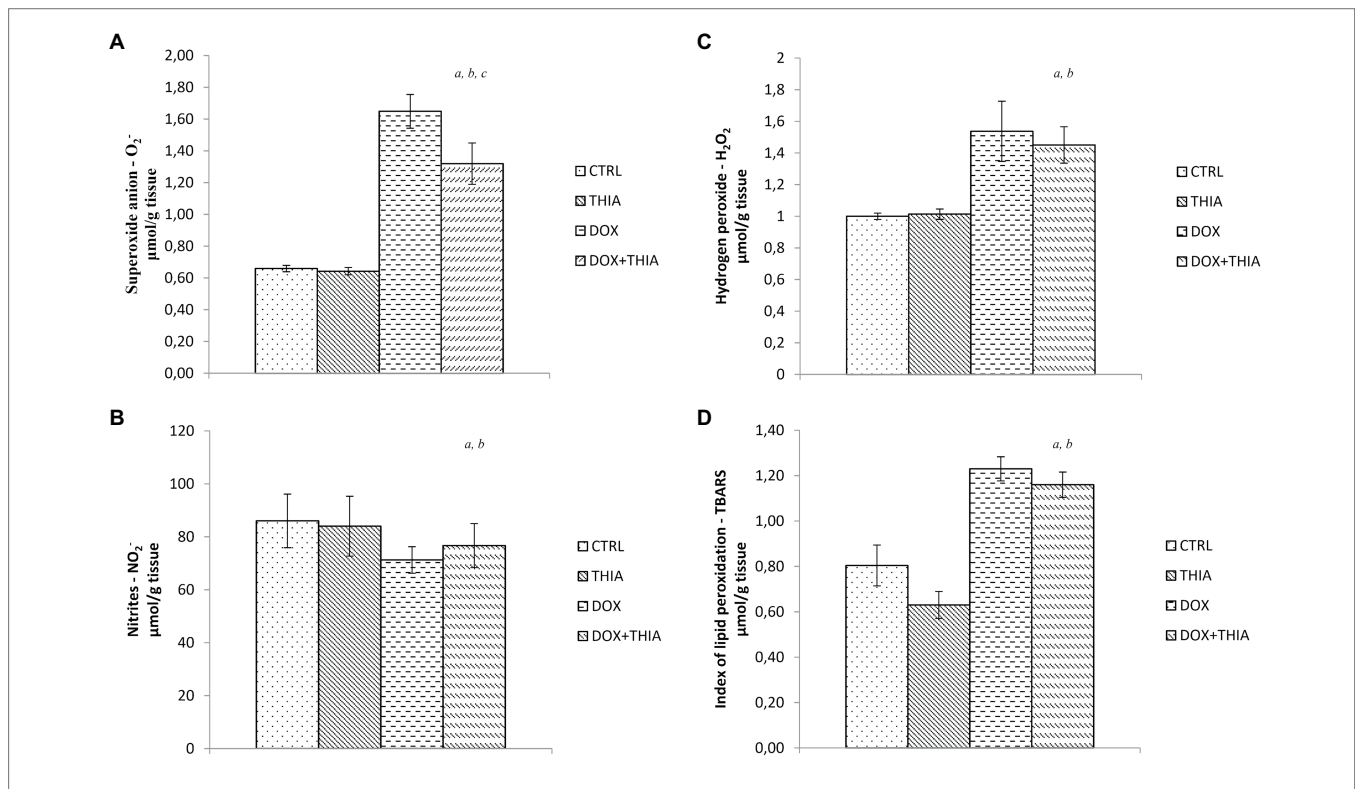 A
Superoxide anion - O₂⁻
µmol/g tissue
2,00
1,80
1,60
1,40
1,20
1,00
0,80
0,60
0,40
0,20
0,00
a, b, c
CTRL
THIA
DOX
DOX+THIA
C
Hydrogen peroxide - H₂O₂
µmol/g tissue
2
1,8
1,6
1,4
1,2
1
0,8
0,6
0,4
0,2
0
a, b
CTRL
THIA
DOX
DOX+THIA
B
Nitrites - NO₂⁻
µmol/g tissue
120
100
80
60
40
20
0
a, b
CTRL
THIA
DOX
DOX+THIA
D
Index of lipid peroxidation - TBARS
µmol/g tissue
1,40
1,20
1,00
0,80
0,60
0,40
0,20
0,00
a, b
CTRL
THIA
DOX
DOX+THIA